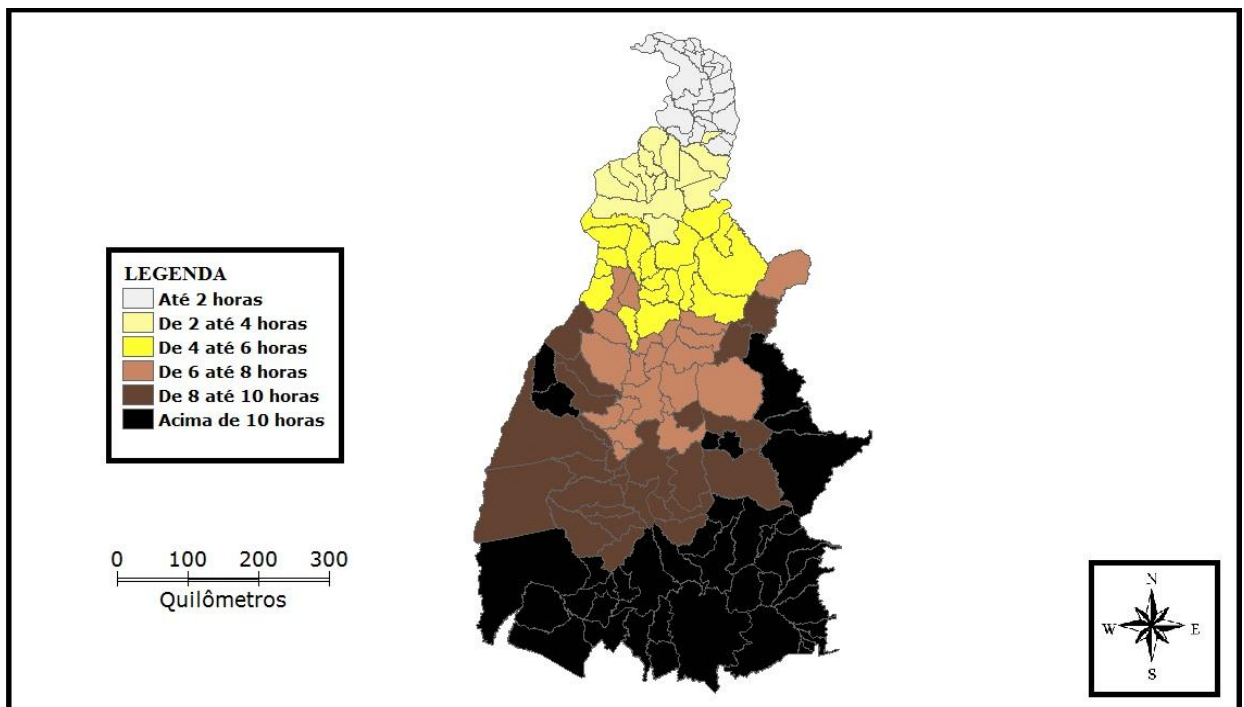 LEGENDA
Até 2 horas
De 2 até 4 horas
De 4 até 6 horas
De 6 até 8 horas
De 8 até 10 horas
Acima de 10 horas
0 100 200 300
Quilômetros
N
W E
S